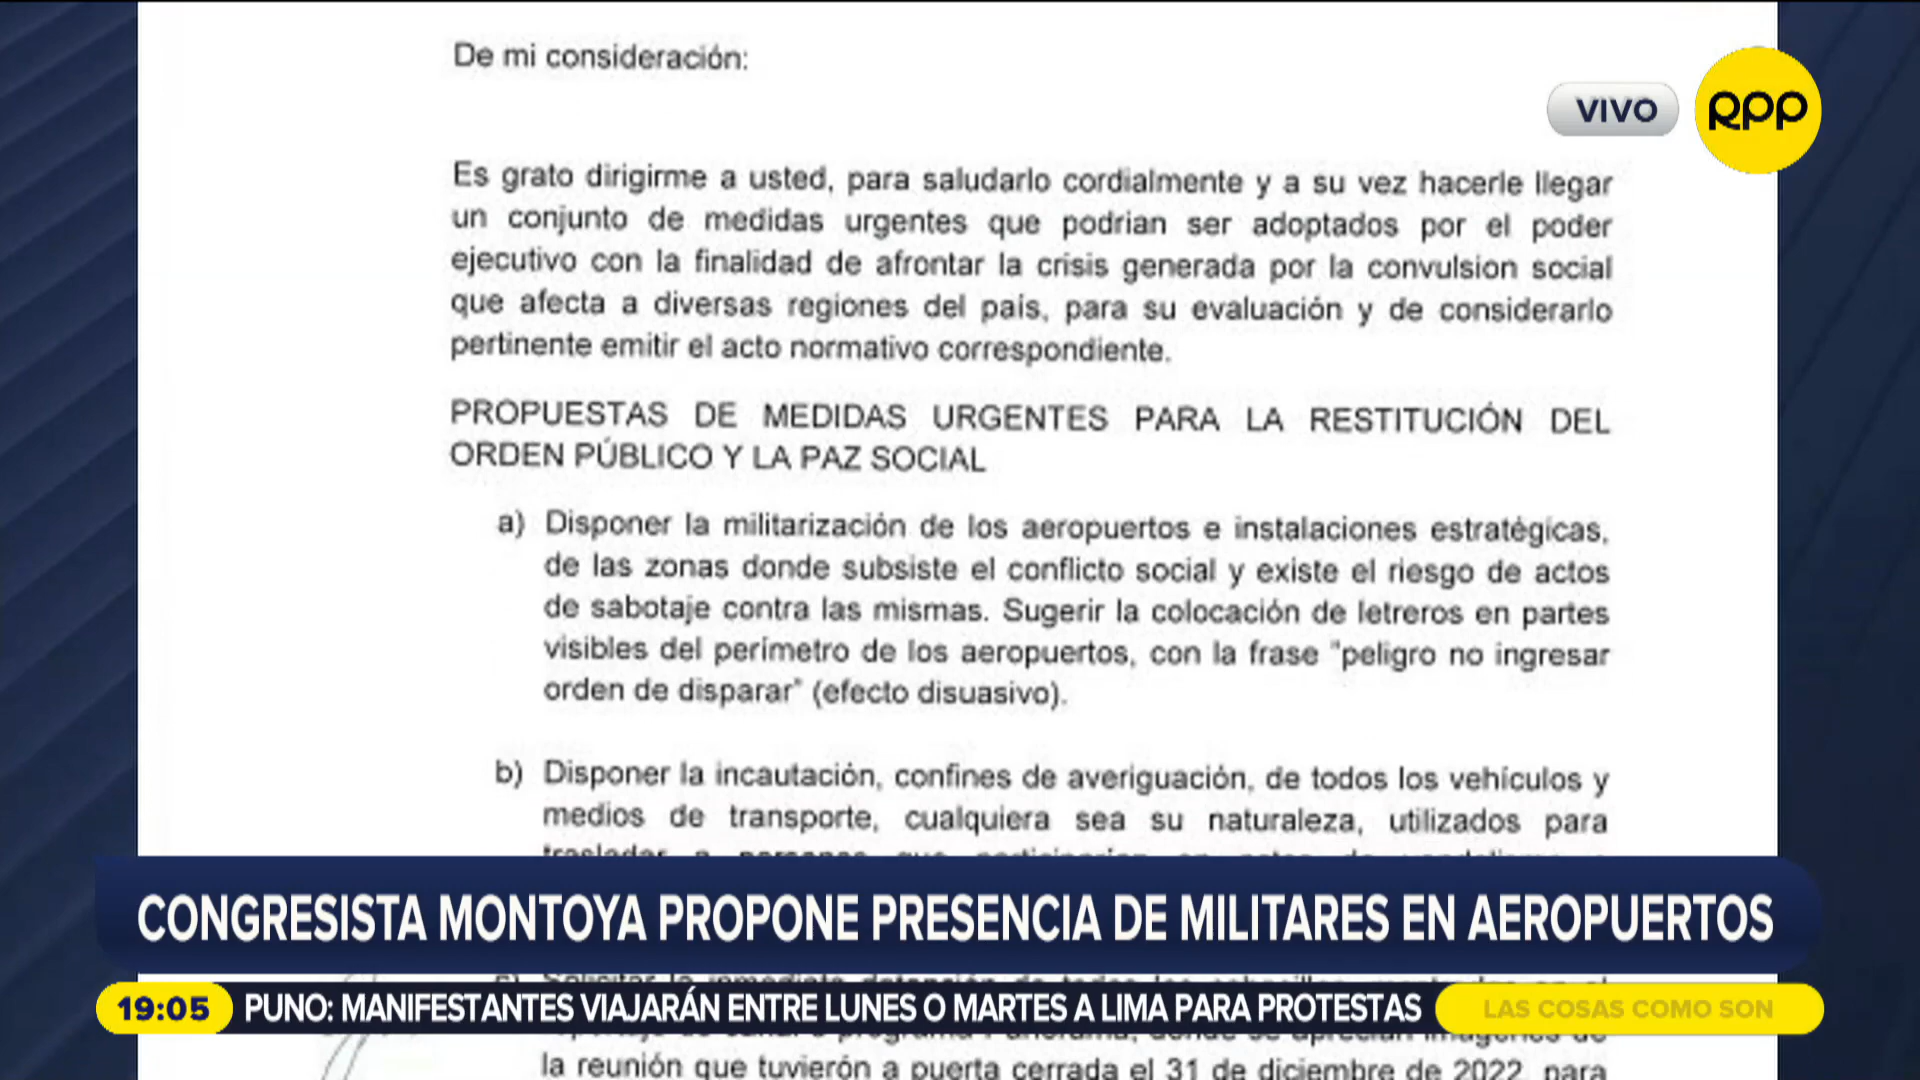 De mi consideración:
VIVO
RPP
Es grato dirigirme a usted, para saludarlo cordialmente y a su vez hacerle llegar
un conjunto de medidas urgentes que podrian ser adoptados por el poder
ejecutivo con la finalidad de afrontar la crisis generada por la convulsion social
que afecta a diversas regiones del pais, para su evaluación y de considerarlo
pertinente emitir el acto normativo correspondiente.
PROPUESTAS DE MEDIDAS URGENTES PARA LA RESTITUCIÓN DEL
ORDEN PÚBLICO Y LA PAZ SOCIAL
a) Disponer la militarización de los aeropuertos e instalaciones estratégicas,
de las zonas donde subsiste el conflicto social y existe el riesgo de actos
de sabotaje contra las mismas. Sugerir la colocación de letreros en partes
visibles del perímetro de los aeropuertos, con la frase "peligro no ingresar
orden de disparar" (efecto disuasivo).
b) Disponer la incautación, confines de averiguación, de todos los vehículos y
medios de transporte, cualquiera sea su naturaleza, utilizados para
CONGRESISTA MONTOYA PROPONE PRESENCIA DE MILITARES EN AEROPUERTOS
19:05 PUNO: MANIFESTANTES VIAJARÁN ENTRE LUNES O MARTES A LIMA PARA PROTESTAS LAS COSAS COMO SON
la reunión que tuvierón a puerta cerrada el 31 de diciembre de 2022, para